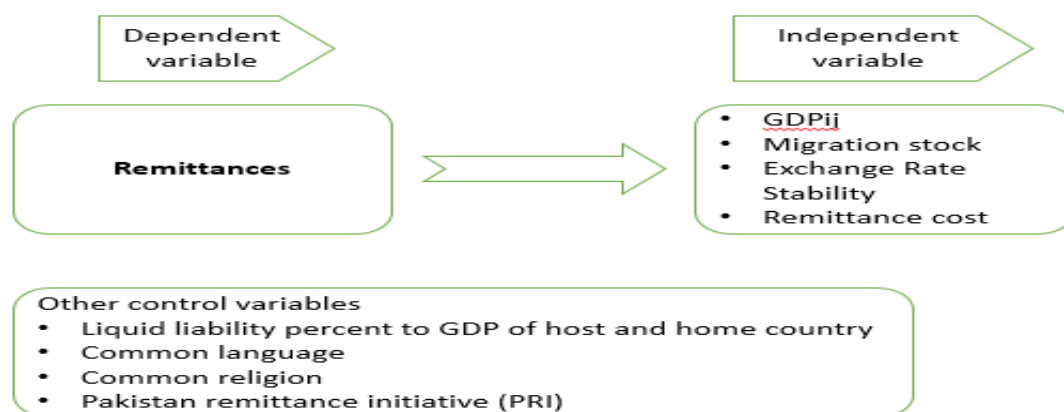 Dependent
variable
Independent
variable
Remittances
• GDPij
• Migration stock
• Exchange Rate
Stability
• Remittance cost
Other control variables
• Liquid liability percent to GDP of host and home country
• Common language
• Common religion
• Pakistan remittance initiative (PRI)